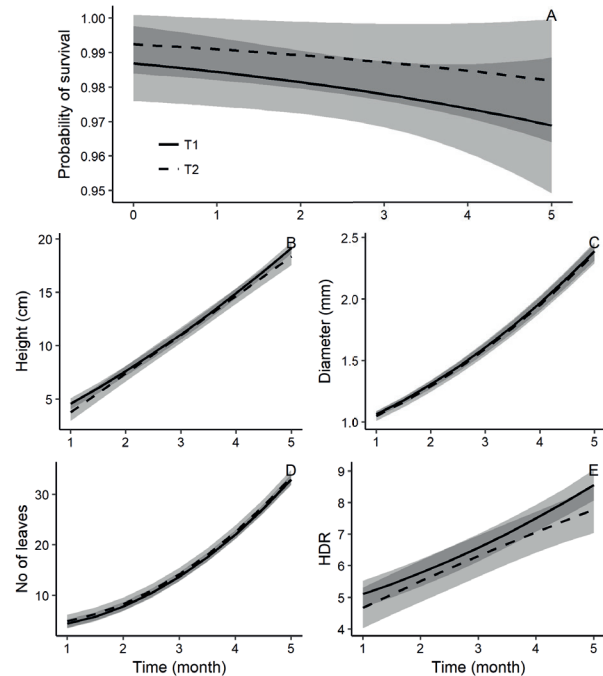 A
Probability of survival
1.00
0.99
0.98
0.97
0.96
0.95
T1
T2
0 1 2 3 4 5
B
Height (cm)
20
15
10
5
1 2 3 4 5
C
Diameter (mm)
2.5
2.0
1.5
1.0
1 2 3 4 5
D
No of leaves
30
20
10
1 2 3 4 5
Time (month)
E
HDR
9
8
7
6
5
4
1 2 3 4 5
Time (month)